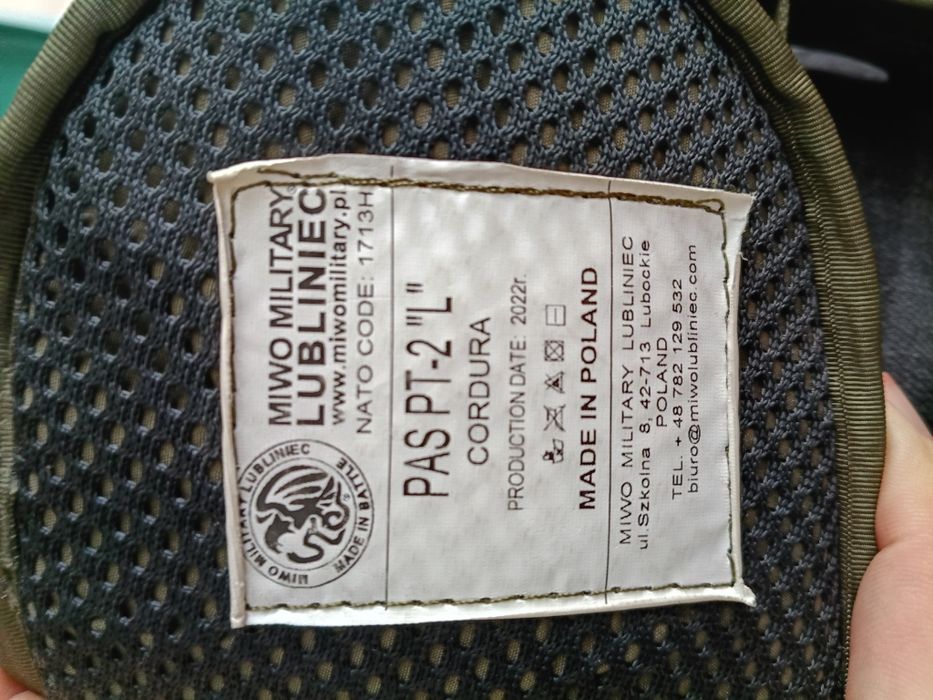 MIWO MILITARY LUBLINIEC
MADE IN BATTLE
MIWO MILITARY®
LUBLINIEC
www.miwomilitary.pl
NATO CODE: 1713H
PAS PT-2 "L"
CORDURA
PRODUCTION DATE: 2022r.
MADE IN POLAND
MIWO MILITARY LUBLINIEC
ul.Szkolna 8, 42-713 Lubockie
POLAND
TEL. + 48 782 129 532
biuro@miwolubliniec.com